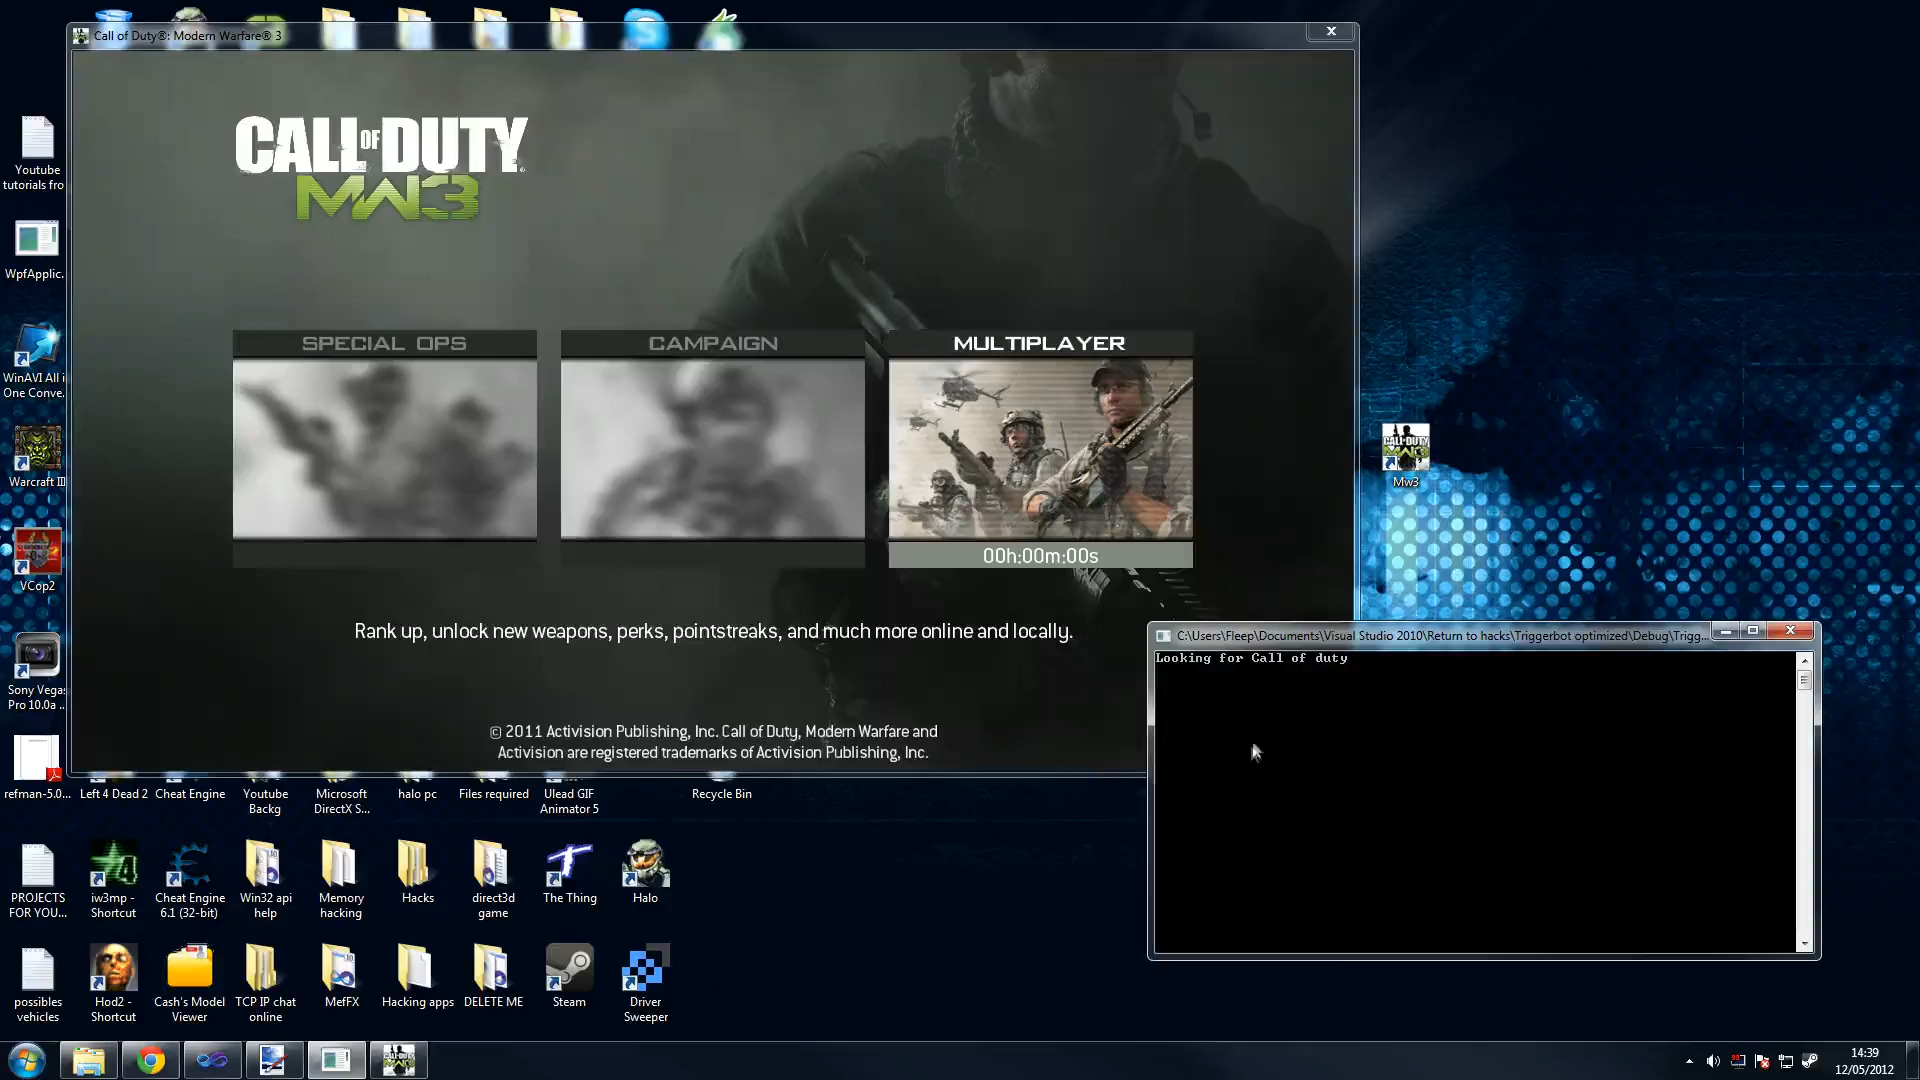 Call of Duty®: Modern Warfare® 3
CALL OF DUTY
MW3
SPECIAL OPS
CAMPAIGN
MULTIPLAYER
00h:00m:00s
Rank up, unlock new weapons, perks, pointstreaks, and much more online and locally.
© 2011 Activision Publishing, Inc. Call of Duty, Modern Warfare and
Activision are registered trademarks of Activision Publishing, Inc.
C:\Users\Fleep\Documents\Visual Studio 2010\Return to hacks\Triggerbot optimized\Debug\Trigg...
Looking for Call of duty
Youtube
tutorials fro
WpfApplic.
WinAVI All i
One Conve.
Warcraft III
VCop2
Sony Vegas
Pro 10.0a ..
CALL OF DUTY
MW3
Mw3
refman-5.0...
Left 4 Dead 2
Cheat Engine
Youtube
Backg
Microsoft
DirectX S...
halo pc
Files required
Ulead GIF
Animator 5
Recycle Bin
PROJECTS
FOR YOU...
iw3mp -
Shortcut
Cheat Engine
6.1 (32-bit)
Win32 api
help
Memory
hacking
Hacks
direct3d
game
The Thing
Halo
possibles
vehicles
Hod2 -
Shortcut
Cash's Model
Viewer
TCP IP chat
online
MefFX
Hacking apps
DELETE ME
Steam
Driver
Sweeper
14:39
12/05/2012